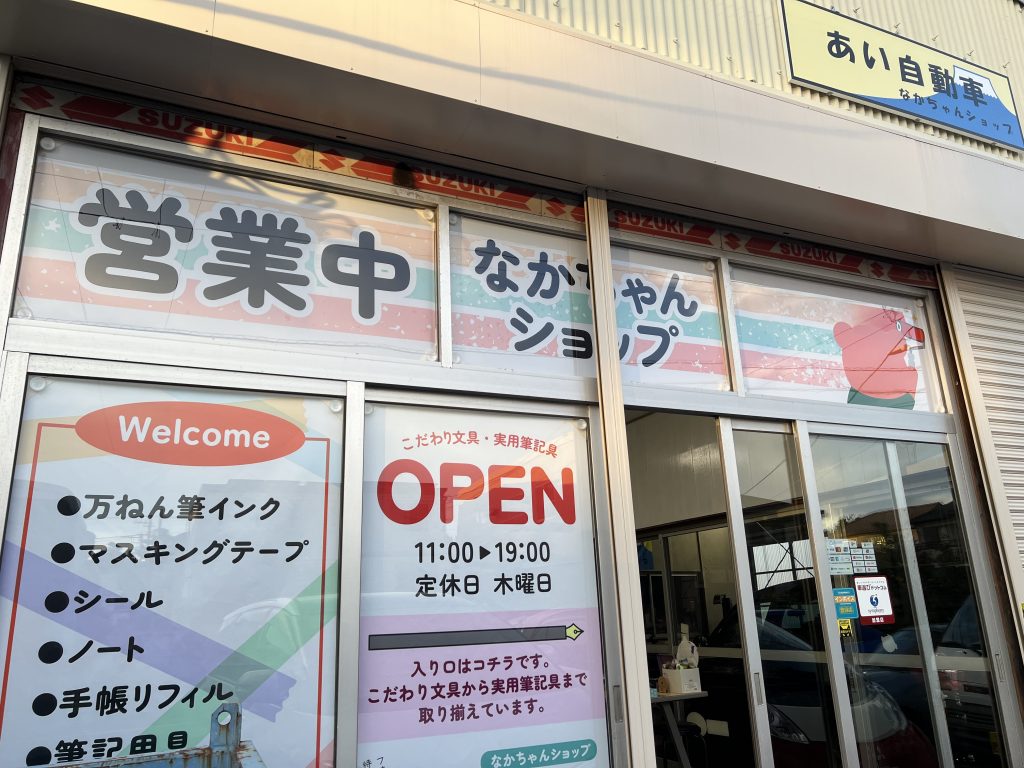 あい自動車
なかちゃんショップ
SUZUKI SUZUKI SUZUKI SUZUKI
営業中
なかちゃん
ショップ
Welcome
●万ねん筆インク
●マスキングテープ
●シール
●ノート
●手帳リフィル
●筆記用具
こだわり文具・実用筆記具
OPEN
11:00▶19:00
定休日 木曜日
入り口はコチラです。
こだわり文具から実用筆記具まで
取り揃えています。
なかちゃんショップ